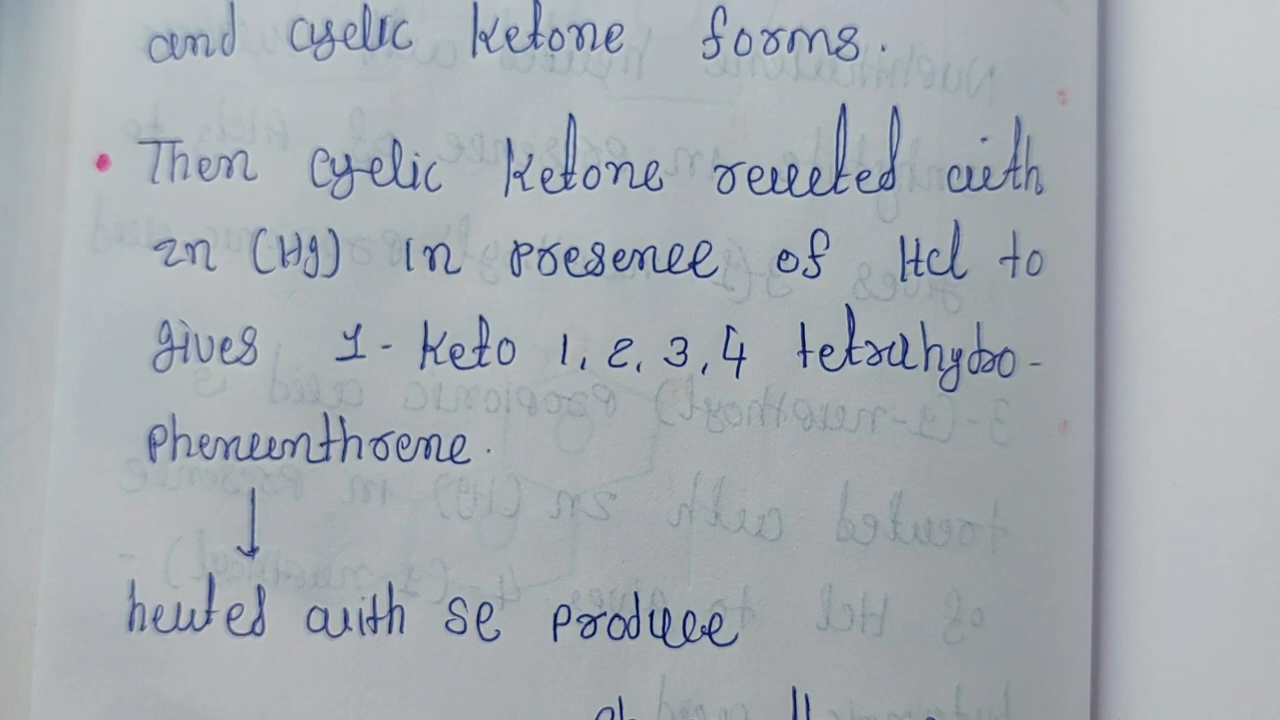 and cyclic ketone forms.
• Then cyclic ketone reacted with
zn (Hg) in presence of Hcl to
gives 1 - keto 1, 2, 3, 4 tetrahydro -
phenanthrene.
↓
heated with se produce